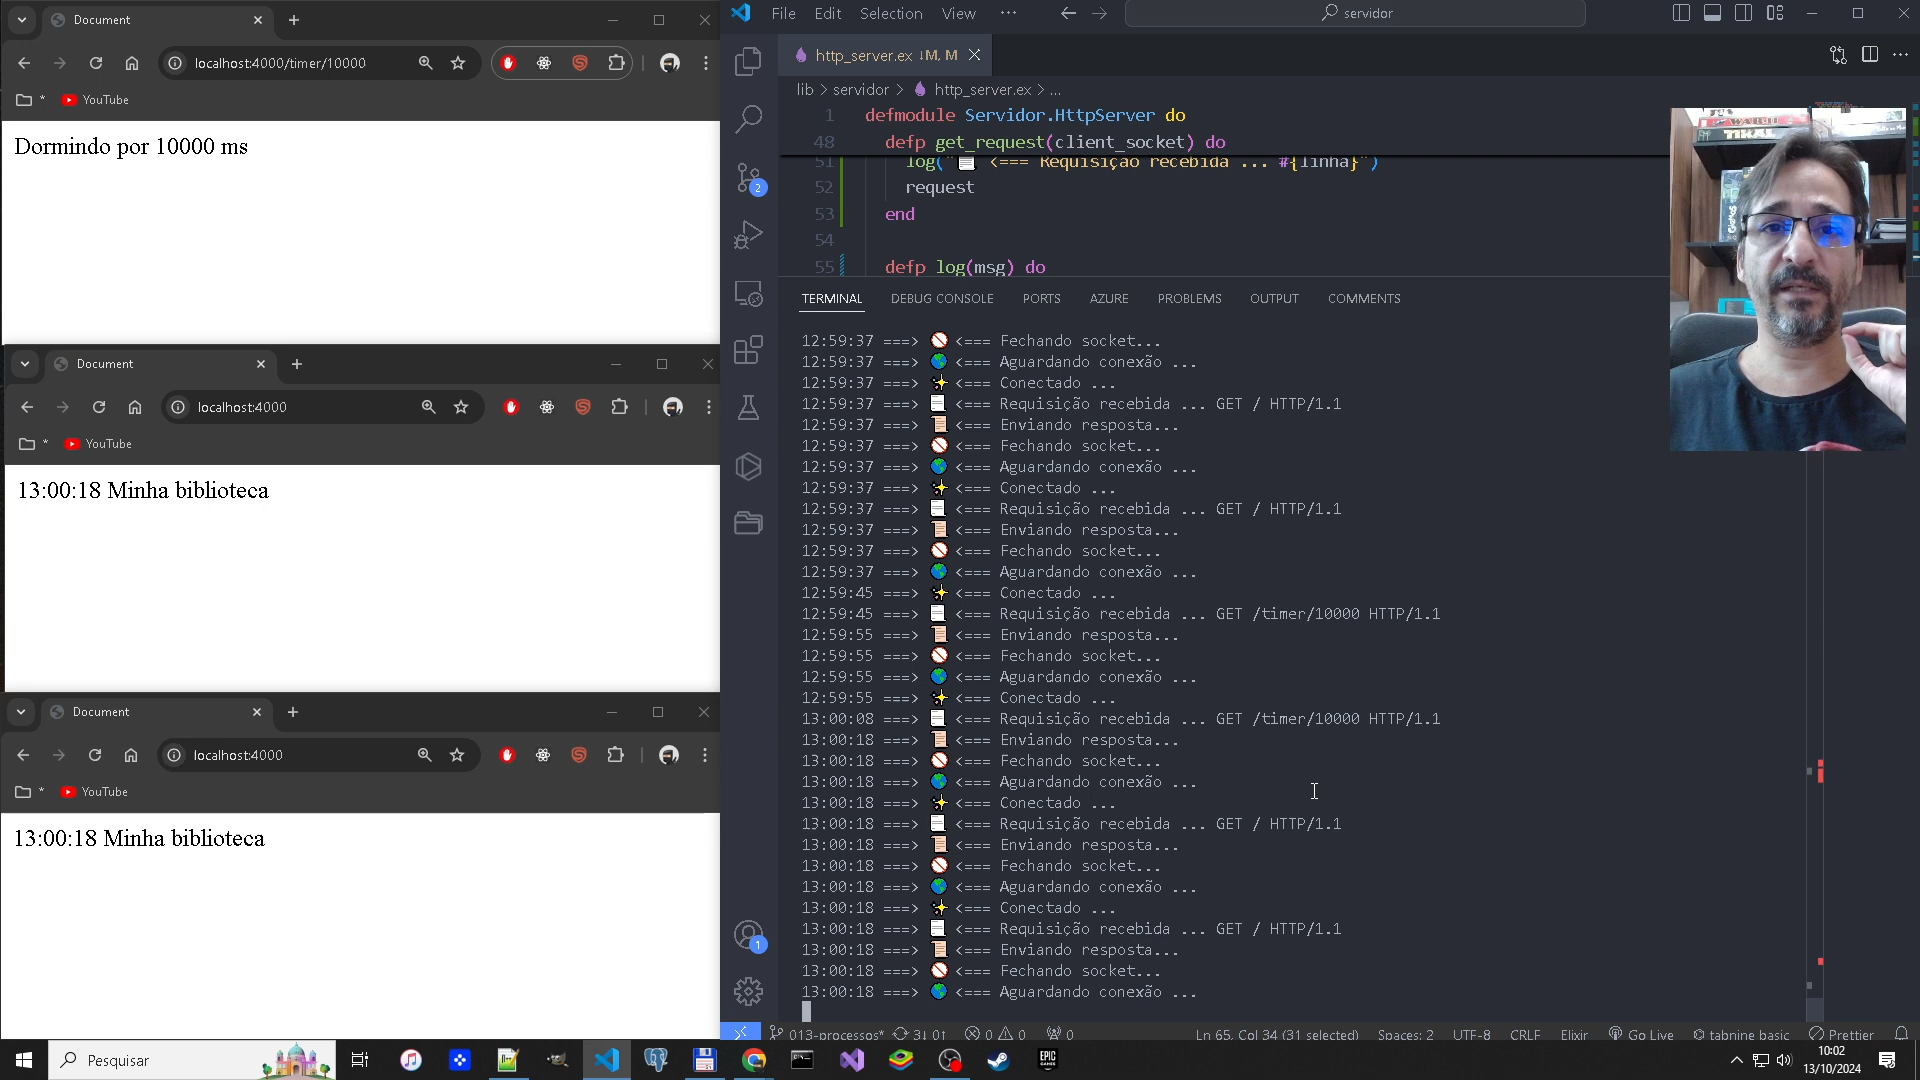 Document
localhost:4000/timer/10000
YouTube
Dormindo por 10000 ms
Document
localhost:4000
YouTube
13:00:18 Minha biblioteca
Document
localhost:4000
YouTube
13:00:18 Minha biblioteca
File Edit Selection View ...
servidor
http_server.ex ↓M, M
lib > servidor > http_server.ex > ...
1 defmodule Servidor.HttpServer do
48 defp get_request(client_socket) do
51 log("📃 <=== Requisição recebida ... #{linha}")
52 request
53 end
54
55 defp log(msg) do
TERMINAL DEBUG CONSOLE PORTS AZURE PROBLEMS OUTPUT COMMENTS
12:59:37 ===> 🚫 <=== Fechando socket...
12:59:37 ===> 🌎 <=== Aguardando conexão ...
12:59:37 ===> ✨ <=== Conectado ...
12:59:37 ===> 📃 <=== Requisição recebida ... GET / HTTP/1.1
12:59:37 ===> 📜 <=== Enviando resposta...
12:59:37 ===> 🚫 <=== Fechando socket...
12:59:37 ===> 🌎 <=== Aguardando conexão ...
12:59:37 ===> ✨ <=== Conectado ...
12:59:37 ===> 📃 <=== Requisição recebida ... GET / HTTP/1.1
12:59:37 ===> 📜 <=== Enviando resposta...
12:59:37 ===> 🚫 <=== Fechando socket...
12:59:37 ===> 🌎 <=== Aguardando conexão ...
12:59:45 ===> ✨ <=== Conectado ...
12:59:45 ===> 📃 <=== Requisição recebida ... GET /timer/10000 HTTP/1.1
12:59:55 ===> 📜 <=== Enviando resposta...
12:59:55 ===> 🚫 <=== Fechando socket...
12:59:55 ===> 🌎 <=== Aguardando conexão ...
12:59:55 ===> ✨ <=== Conectado ...
13:00:08 ===> 📃 <=== Requisição recebida ... GET /timer/10000 HTTP/1.1
13:00:18 ===> 📜 <=== Enviando resposta...
13:00:18 ===> 🚫 <=== Fechando socket...
13:00:18 ===> 🌎 <=== Aguardando conexão ...
13:00:18 ===> ✨ <=== Conectado ...
13:00:18 ===> 📃 <=== Requisição recebida ... GET / HTTP/1.1
13:00:18 ===> 📜 <=== Enviando resposta...
13:00:18 ===> 🚫 <=== Fechando socket...
13:00:18 ===> 🌎 <=== Aguardando conexão ...
13:00:18 ===> ✨ <=== Conectado ...
13:00:18 ===> 📃 <=== Requisição recebida ... GET / HTTP/1.1
13:00:18 ===> 📜 <=== Enviando resposta...
13:00:18 ===> 🚫 <=== Fechando socket...
13:00:18 ===> 🌎 <=== Aguardando conexão ...
2
1
TIKAL
013-processos* 3↓ 0↑ 0 0 0 Ln 65, Col 34 (31 selected) Spaces: 2 UTF-8 CRLF Elixir Go Live tabnine basic Prettier
Pesquisar
EPIC GAMES
10:02
13/10/2024